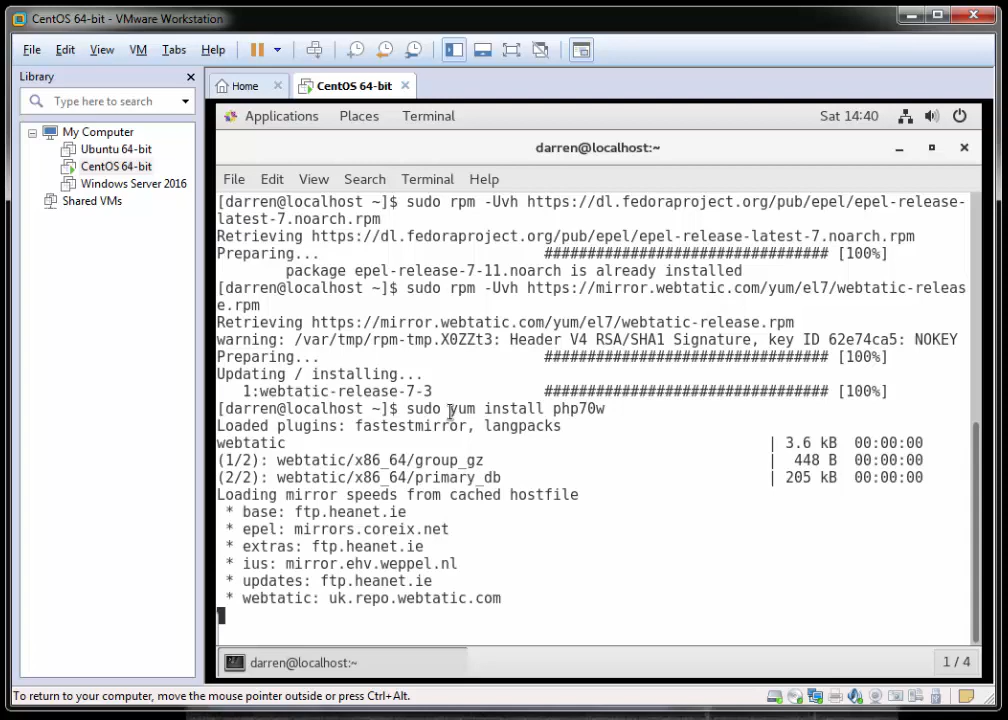 CentOS 64-bit - VMware Workstation
File Edit View VM Tabs Help
Library
Home
CentOS 64-bit
Type here to search
My Computer
Ubuntu 64-bit
CentOS 64-bit
Windows Server 2016
Shared VMs
Applications Places Terminal Sat 14:40
darren@localhost:~
File Edit View Search Terminal Help
[darren@localhost ~]$ sudo rpm -Uvh https://dl.fedoraproject.org/pub/epel/epel-release-
latest-7.noarch.rpm
Retrieving https://dl.fedoraproject.org/pub/epel/epel-release-latest-7.noarch.rpm
Preparing... ################################# [100%]
package epel-release-7-11.noarch is already installed
[darren@localhost ~]$ sudo rpm -Uvh https://mirror.webtatic.com/yum/el7/webtatic-releas
e.rpm
Retrieving https://mirror.webtatic.com/yum/el7/webtatic-release.rpm
warning: /var/tmp/rpm-tmp.X0ZZt3: Header V4 RSA/SHA1 Signature, key ID 62e74ca5: NOKEY
Preparing... ################################# [100%]
Updating / installing...
1:webtatic-release-7-3 ################################# [100%]
[darren@localhost ~]$ sudo yum install php70w
Loaded plugins: fastestmirror, langpacks
webtatic | 3.6 kB 00:00:00
(1/2): webtatic/x86_64/group_gz | 448 B 00:00:00
(2/2): webtatic/x86_64/primary_db | 205 kB 00:00:00
Loading mirror speeds from cached hostfile
* base: ftp.heanet.ie
* epel: mirrors.coreix.net
* extras: ftp.heanet.ie
* ius: mirror.ehv.weppel.nl
* updates: ftp.heanet.ie
* webtatic: uk.repo.webtatic.com
darren@localhost:~ 1 / 4
To return to your computer, move the mouse pointer outside or press Ctrl+Alt.